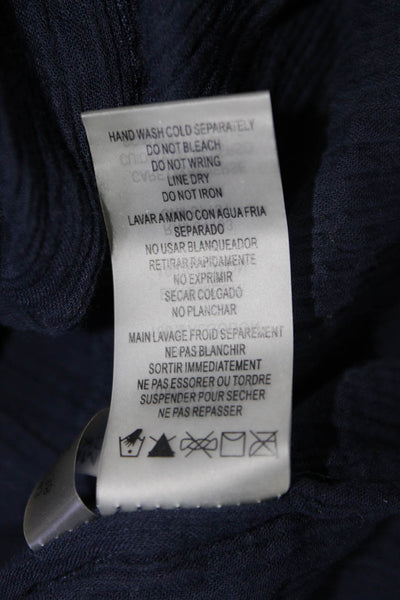 HAND WASH COLD SEPARATELY
DO NOT BLEACH
DO NOT WRING
LINE DRY
DO NOT IRON
LAVAR A MANO CON AGUA FRIA
SEPARADO
NO USAR BLANQUEADOR
RETIRAR RAPIDAMENTE
NO EXPRIMIR
SECAR COLGADO
NO PLANCHAR
MAIN LAVAGE FROID SEPAREMENT
NE PAS BLANCHIR
SORTIR IMMEDIATEMENT
NE PAS ESSORER OU TORDRE
SUSPENDER POUR SECHER
NE PAS REPASSER